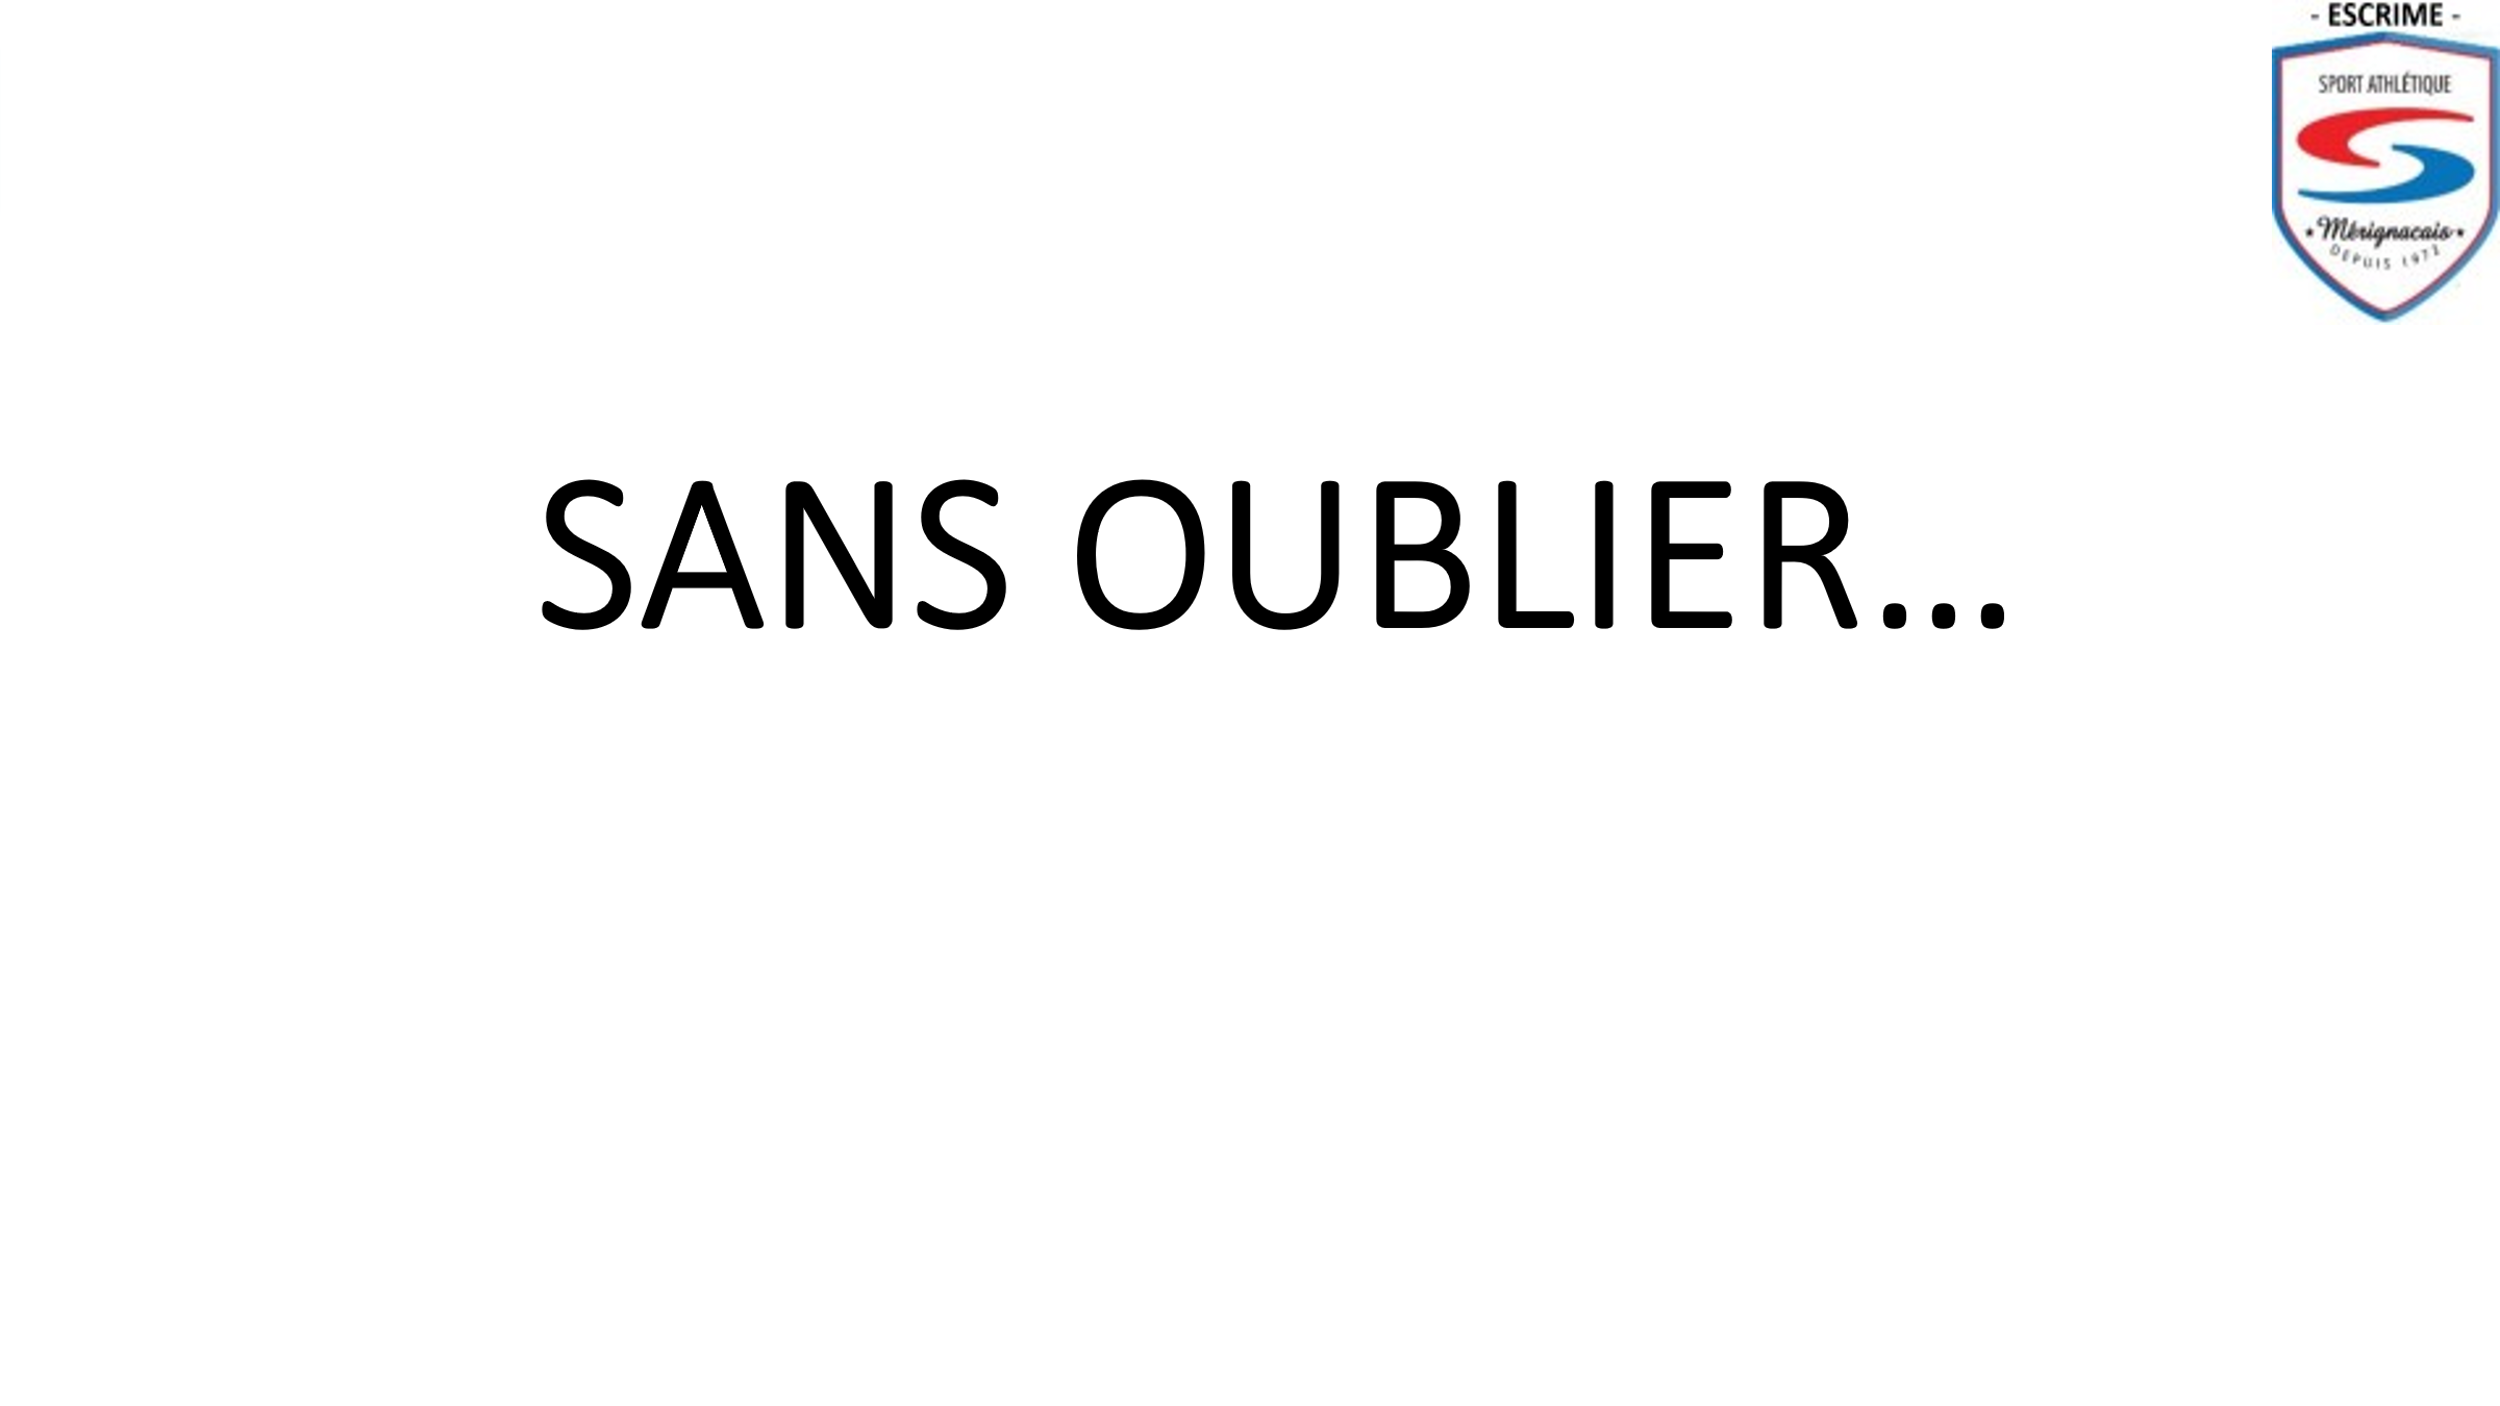 - ESCRIME -
SPORT ATHLÉTIQUE
Mérignacais
DEPUIS 1972
SANS OUBLIER...